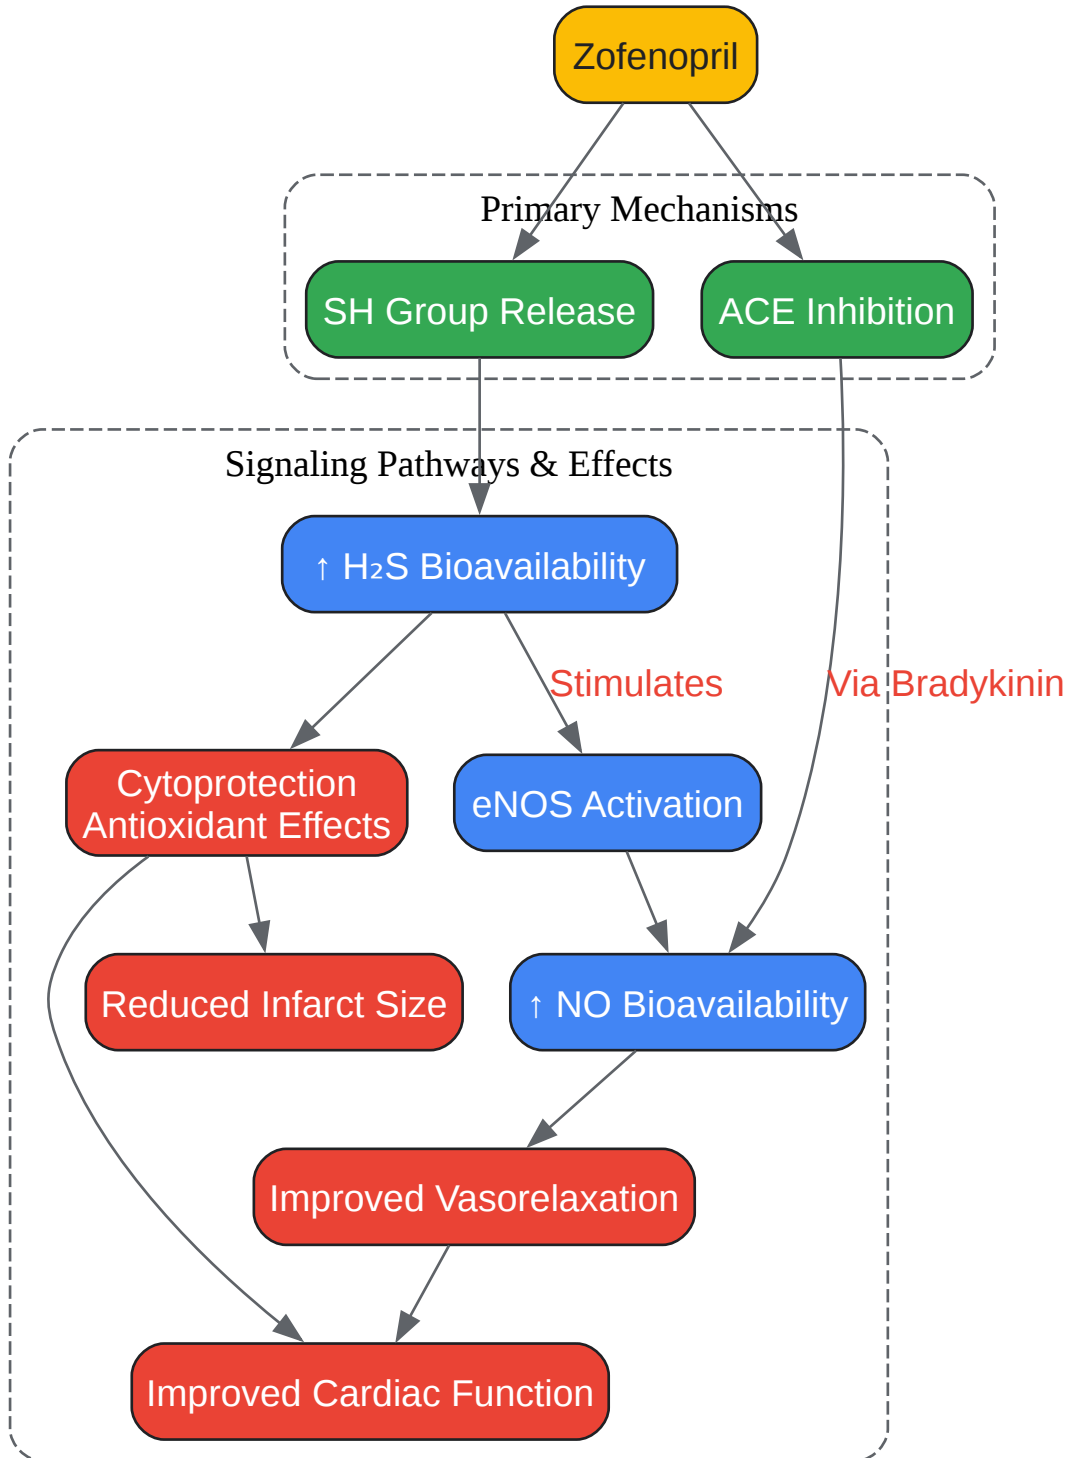 Zofenopril
Primary Mechanisms
SH Group Release
ACE Inhibition
Signaling Pathways & Effects
↑ H₂S Bioavailability
Stimulates
Via Bradykinin
Cytoprotection
Antioxidant Effects
eNOS Activation
Reduced Infarct Size
↑ NO Bioavailability
Improved Vasorelaxation
Improved Cardiac Function